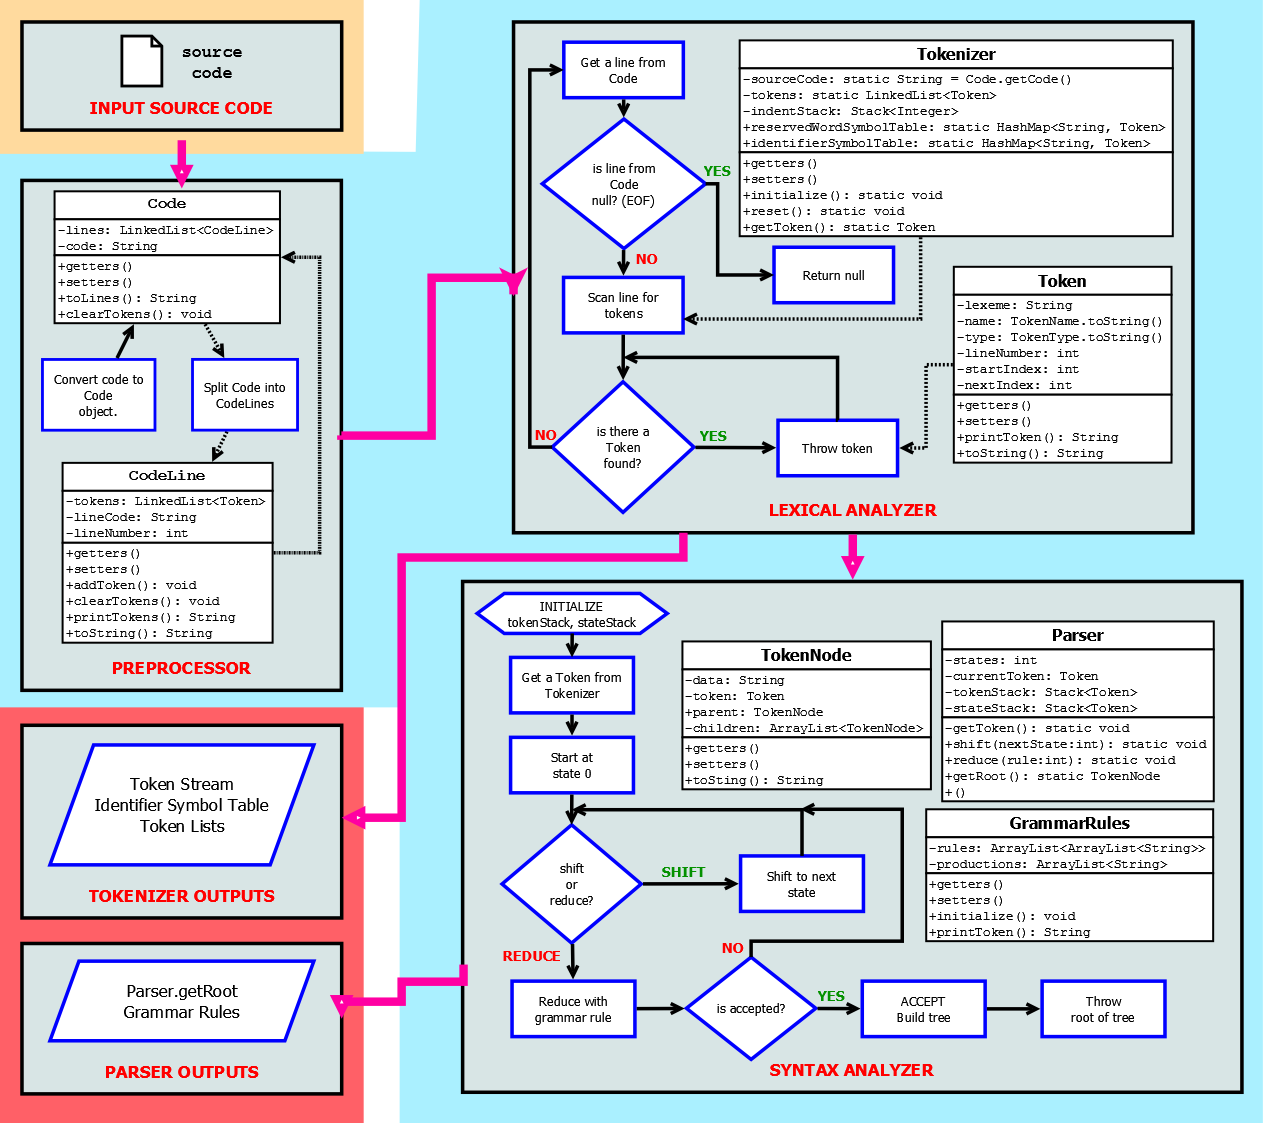 source
code
INPUT SOURCE CODE
Code
-lines: LinkedList<CodeLine>
-code: String
+getters()
+setters()
+toLines(): String
+clearTokens(): void
Convert code to
Code
object.
Split Code into
CodeLines
CodeLine
-tokens: LinkedList<Token>
-lineCode: String
-lineNumber: int
+getters()
+setters()
+addToken(): void
+clearTokens(): void
+printTokens(): String
+toString(): String
PREPROCESSOR
Get a line from
Code
is line from
Code
null? (EOF)
YES
NO
Return null
Scan line for
tokens
is there a
Token
found?
NO
YES
Throw token
Tokenizer
-sourceCode: static String = Code.getCode()
-tokens: static LinkedList<Token>
-indentStack: Stack<Integer>
+reservedWordSymbolTable: static HashMap<String, Token>
+identifierSymbolTable: static HashMap<String, Token>
+getters()
+setters()
+initialize(): static void
+reset(): static void
+getToken(): static Token
Token
-lexeme: String
-name: TokenName.toString()
-type: TokenType.toString()
-lineNumber: int
-startIndex: int
-nextIndex: int
+getters()
+setters()
+printToken(): String
+toString(): String
LEXICAL ANALYZER
INITIALIZE
tokenStack, stateStack
Get a Token from
Tokenizer
Start at
state 0
shift
or
reduce?
SHIFT
Shift to next
state
REDUCE
Reduce with
grammar rule
is accepted?
NO
YES
ACCEPT
Build tree
Throw
root of tree
TokenNode
-data: String
-token: Token
+parent: TokenNode
-children: ArrayList<TokenNode>
+getters()
+setters()
+toSting(): String
Parser
-states: int
-currentToken: Token
-tokenStack: Stack<Token>
-stateStack: Stack<Token>
-getToken(): static void
+shift(nextState:int): static void
+reduce(rule:int): static void
+getRoot(): static TokenNode
+()
GrammarRules
-rules: ArrayList<ArrayList<String>>
-productions: ArrayList<String>
+getters()
+setters()
+initialize(): void
+printToken(): String
SYNTAX ANALYZER
Token Stream
Identifier Symbol Table
Token Lists
TOKENIZER OUTPUTS
Parser.getRoot
Grammar Rules
PARSER OUTPUTS